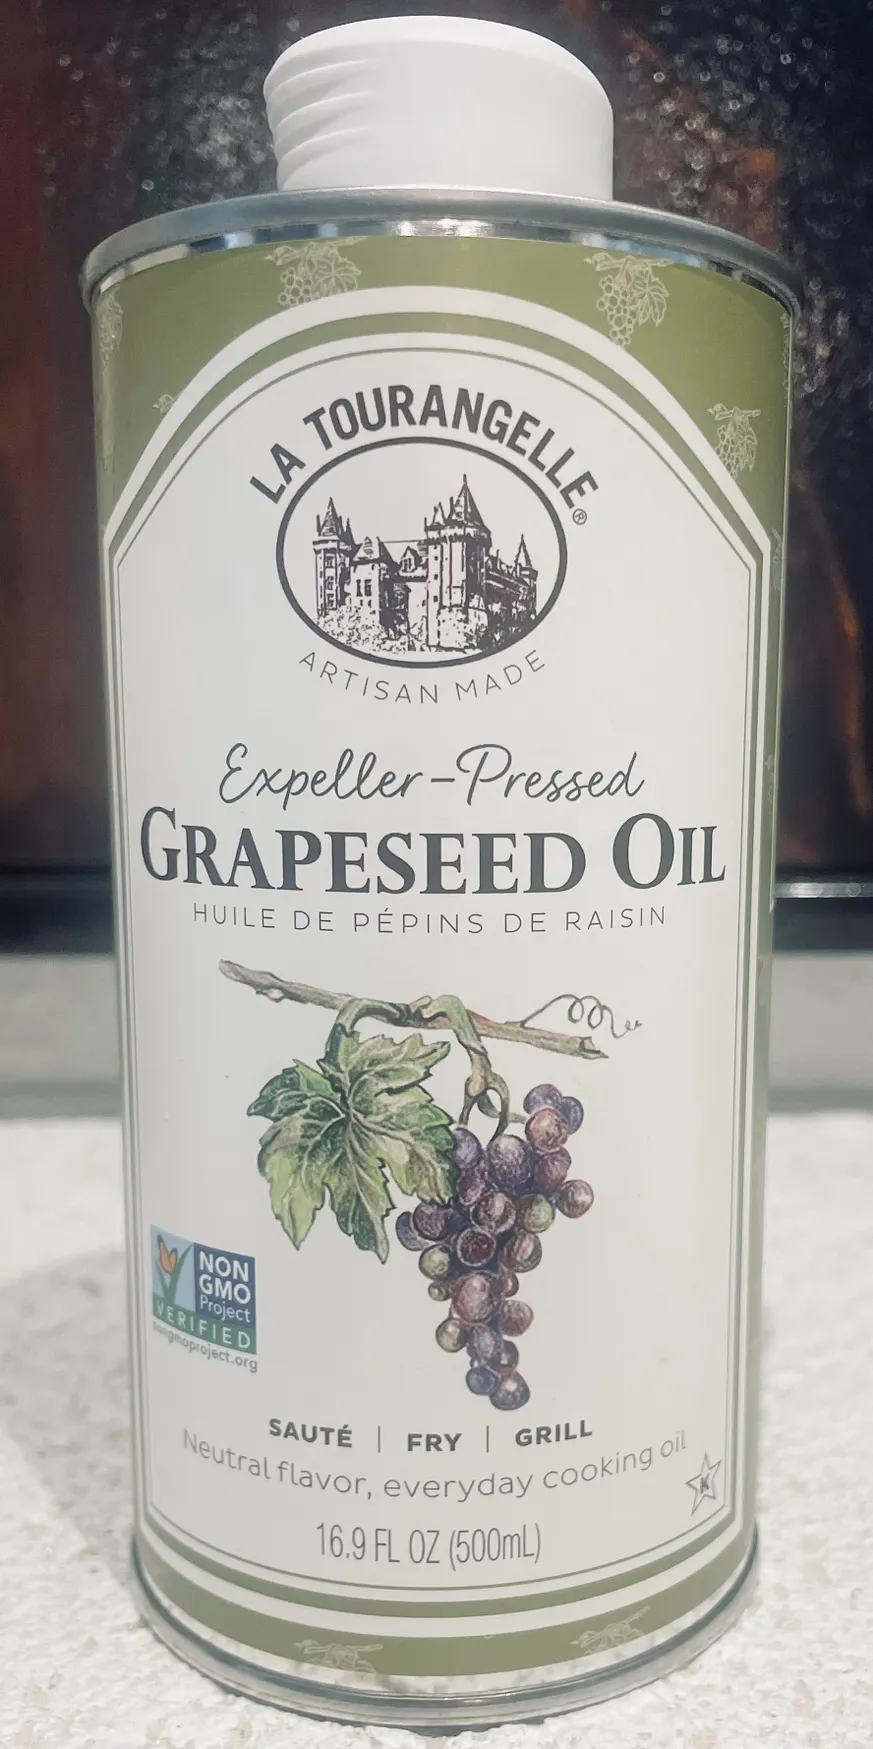 LA TOURANGELLE®
ARTISAN MADE
Expeller-Pressed
GRAPESEED OIL
HUILE DE PÉPINS DE RAISIN
NON
GMO
Project
VERIFIED
nongmoproject.org
SAUTÉ | FRY | GRILL
Neutral flavor, everyday cooking oil
K
16.9 FL OZ (500mL)